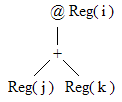 @ Reg(i)
+
Reg(j) Reg(k)